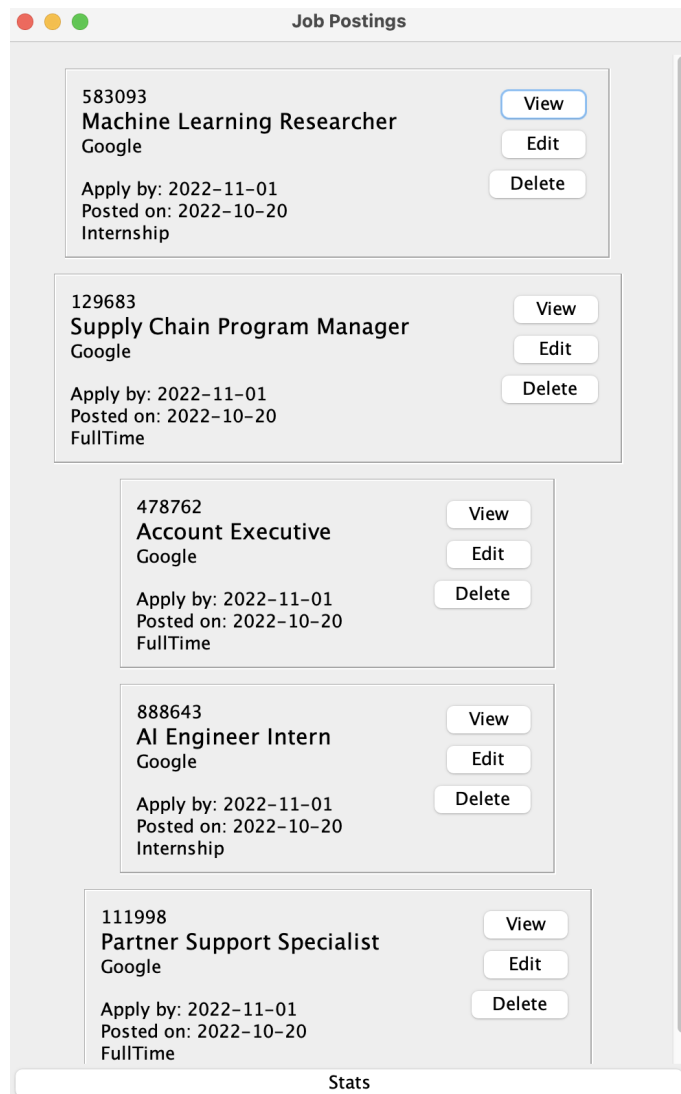 Job Postings
583093
Machine Learning Researcher
Google
Apply by: 2022-11-01
Posted on: 2022-10-20
Internship
View
Edit
Delete
129683
Supply Chain Program Manager
Google
Apply by: 2022-11-01
Posted on: 2022-10-20
FullTime
View
Edit
Delete
478762
Account Executive
Google
Apply by: 2022-11-01
Posted on: 2022-10-20
FullTime
View
Edit
Delete
888643
AI Engineer Intern
Google
Apply by: 2022-11-01
Posted on: 2022-10-20
Internship
View
Edit
Delete
111998
Partner Support Specialist
Google
Apply by: 2022-11-01
Posted on: 2022-10-20
FullTime
View
Edit
Delete
Stats